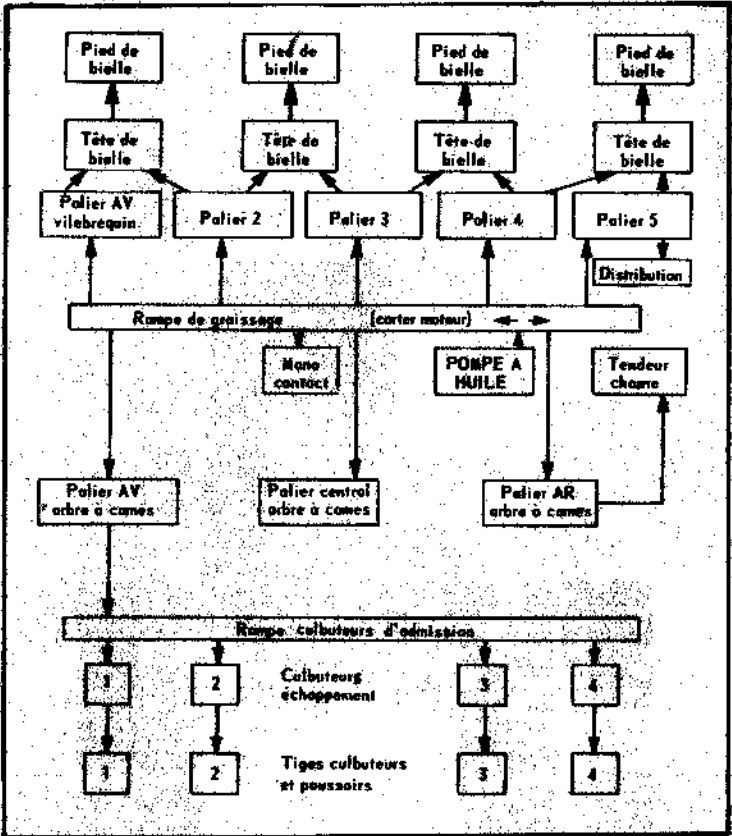 Pied de
bielle
Pied de
bielle
Pied de
bielle
Pied de
bielle
Tête de
bielle
Tête de
bielle
Tête de
bielle
Tête de
bielle
Palier AV
vilebrequin
Palier 2
Palier 3
Palier 4
Palier 5
Distribution
Rampe de graissage (carter moteur)
Mano
contact
POMPE A
HUILE
Tendeur
chaîne
Palier AV
arbre à cames
Palier central
arbre à cames
Palier AR
arbre à cames
Rampe culbuteurs d'admission
1
2
Culbuteurs
échappement
3
4
1
2
Tiges culbuteurs
et poussoirs
3
4